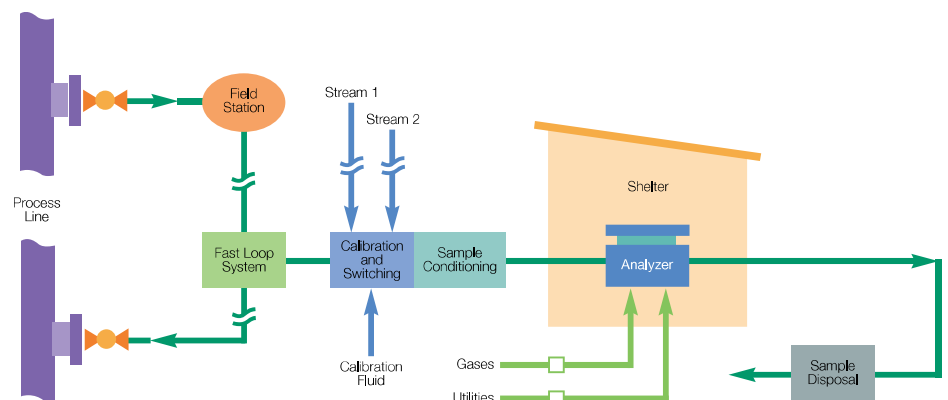 Field
Station
Stream 1
Stream 2
Shelter
Process
Line
Fast Loop
System
Calibration
and
Switching
Sample
Conditioning
Analyzer
Calibration
Fluid
Gases
Utilities
Sample
Disposal